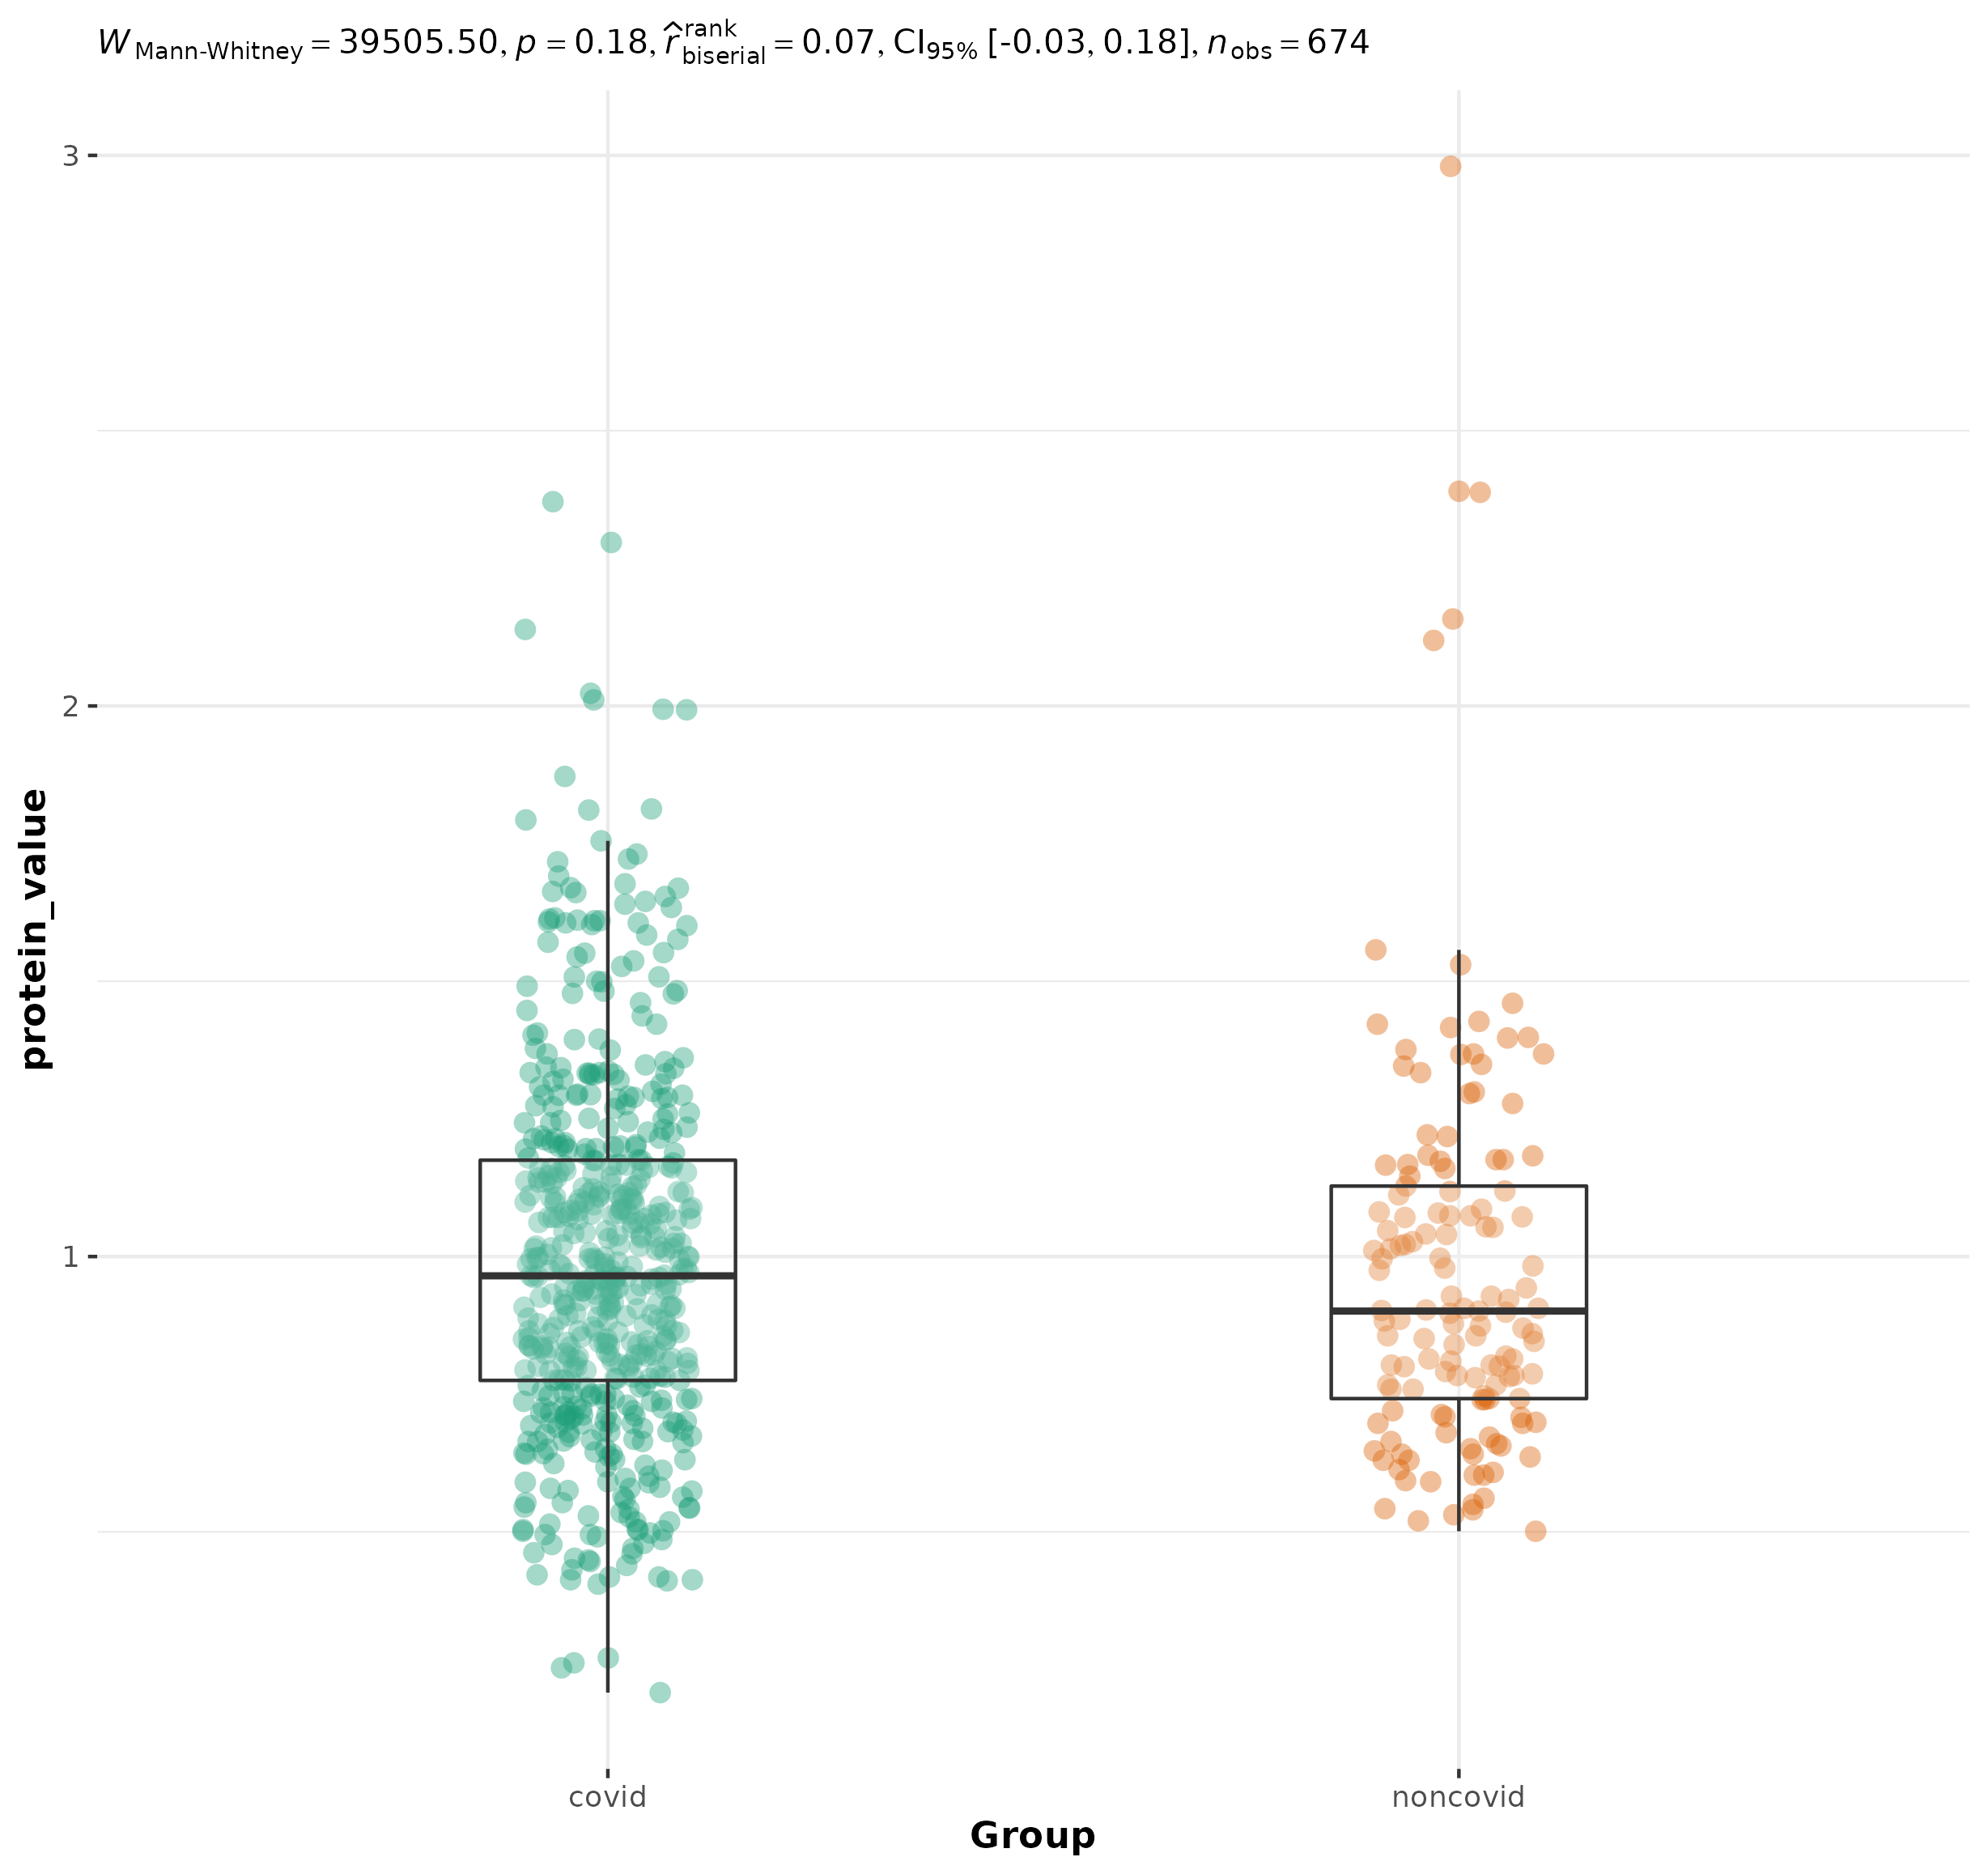 W Mann-Whitney = 39505.50, p = 0.18, r̂ rank biserial = 0.07, CI95% [-0.03, 0.18], n obs = 674
3
2
1
protein_value
covid noncovid
Group